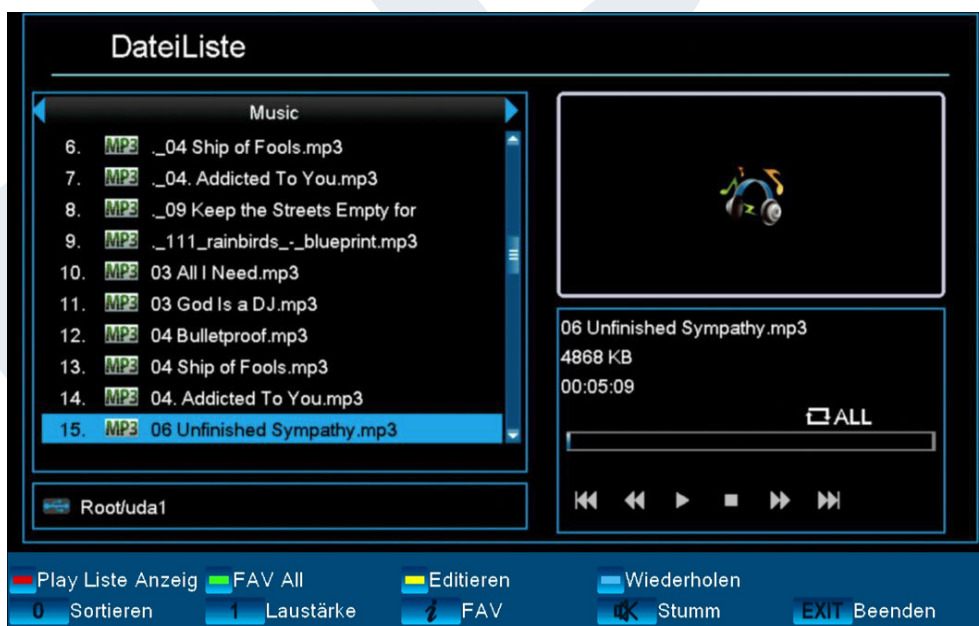 DateiListe
Music
6. MP3 ._04 Ship of Fools.mp3
7. MP3 ._04. Addicted To You.mp3
8. MP3 ._09 Keep the Streets Empty for
9. MP3 ._111_rainbirds_-_blueprint.mp3
10. MP3 03 All I Need.mp3
11. MP3 03 God Is a DJ.mp3
12. MP3 04 Bulletproof.mp3
13. MP3 04 Ship of Fools.mp3
14. MP3 04. Addicted To You.mp3
15. MP3 06 Unfinished Sympathy.mp3
Root/uda1
06 Unfinished Sympathy.mp3
4868 KB
00:05:09
ALL
Play Liste Anzeig FAV All Editieren Wiederholen
0 Sortieren 1 Laustärke i FAV Stumm EXIT Beenden